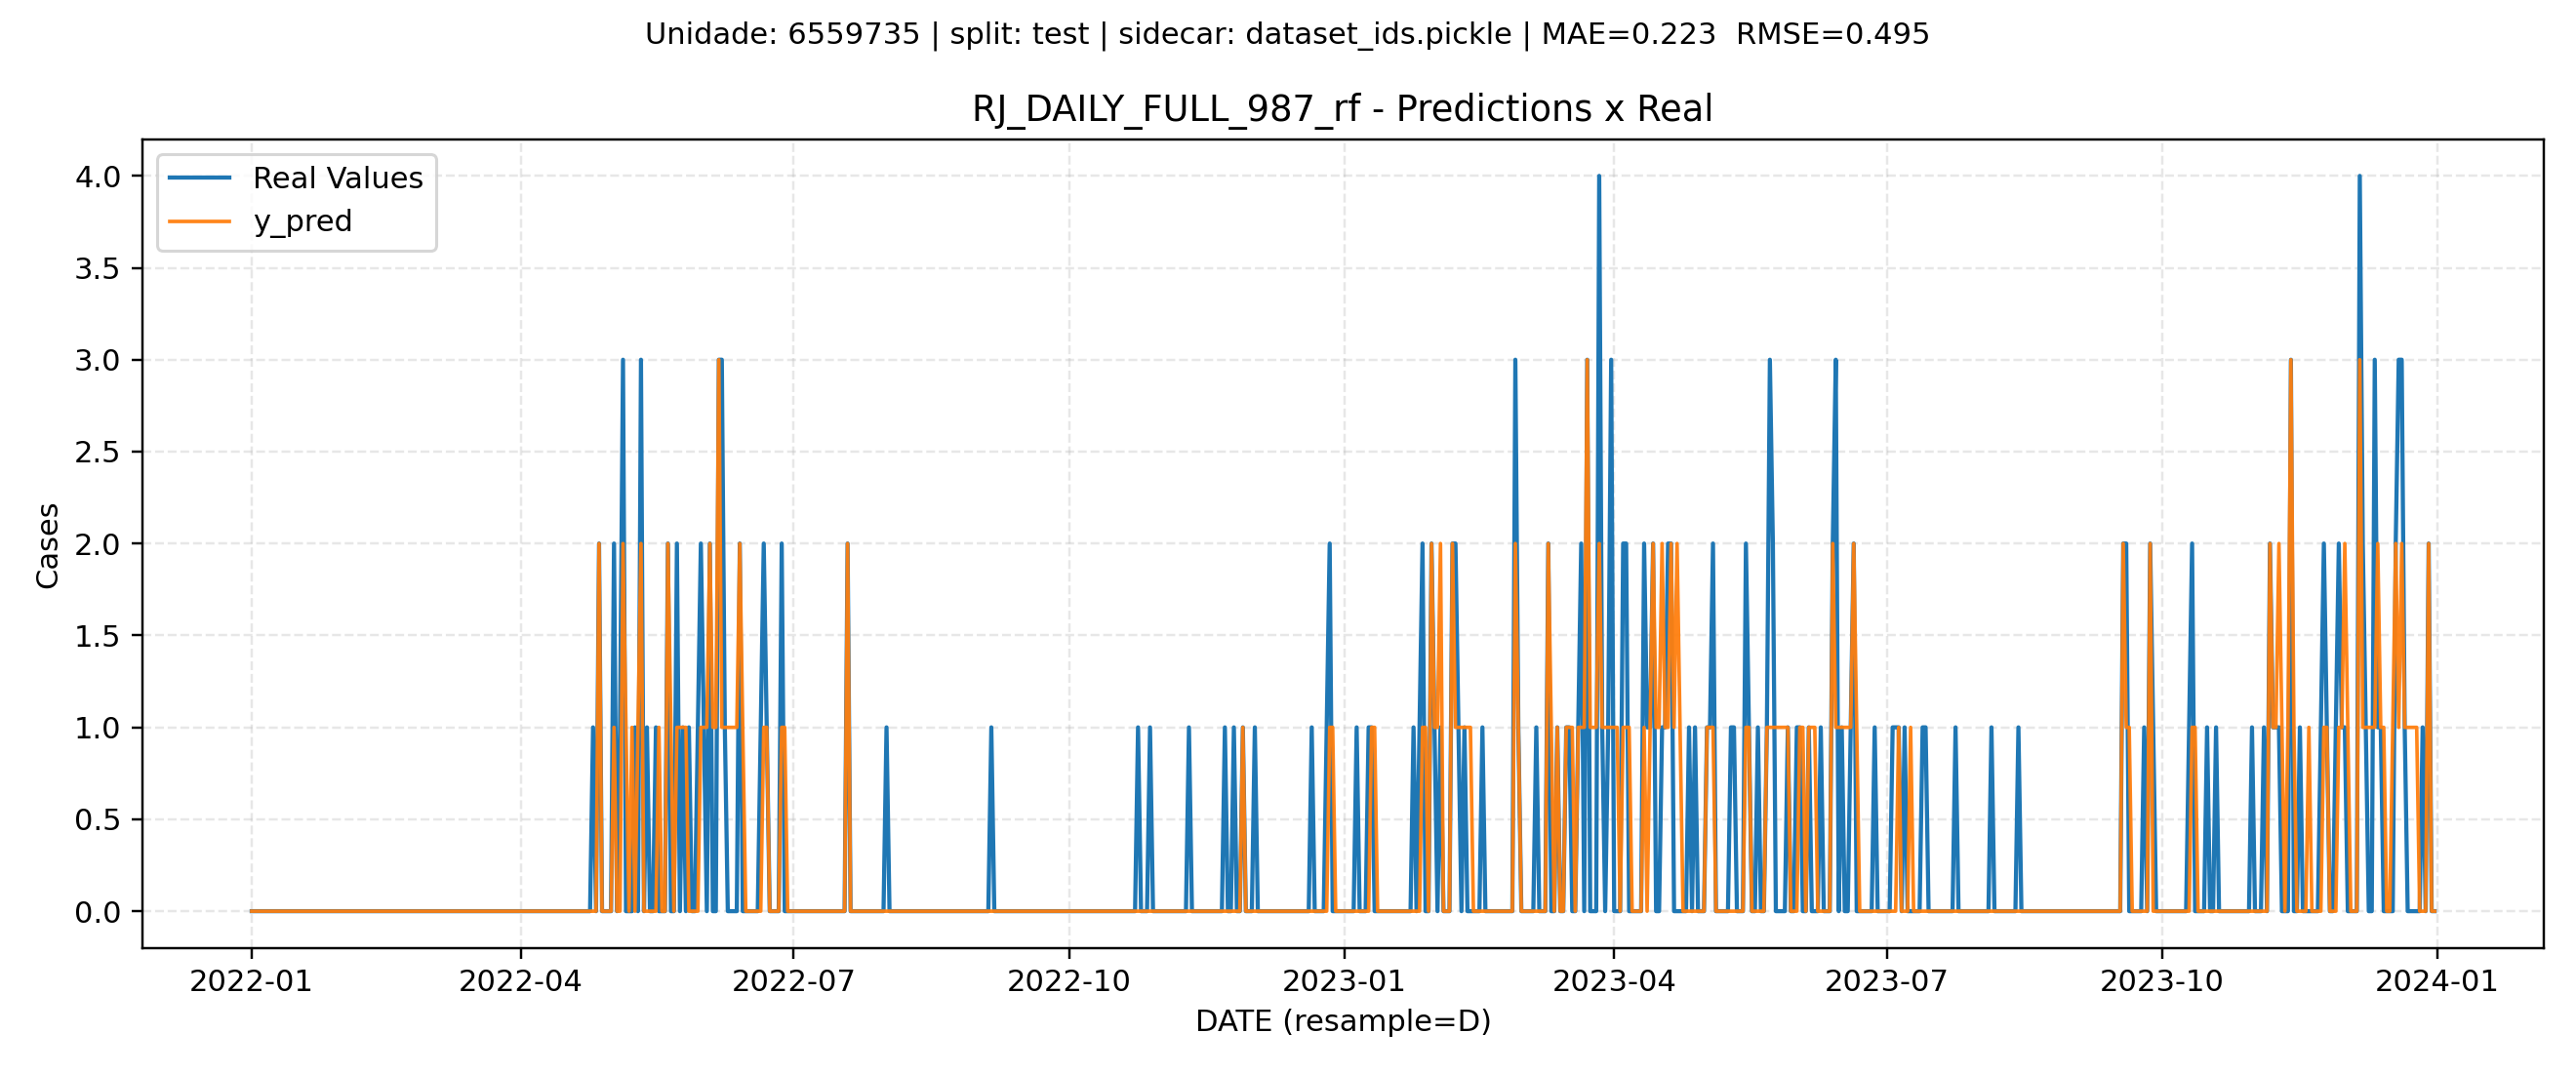 Unidade: 6559735 | split: test | sidecar: dataset_ids.pickle | MAE=0.223  RMSE=0.495
RJ_DAILY_FULL_987_rf - Predictions x Real
Real Values
y_pred
Cases
4.0
3.5
3.0
2.5
2.0
1.5
1.0
0.5
0.0
2022-01 2022-04 2022-07 2022-10 2023-01 2023-04 2023-07 2023-10 2024-01
DATE (resample=D)